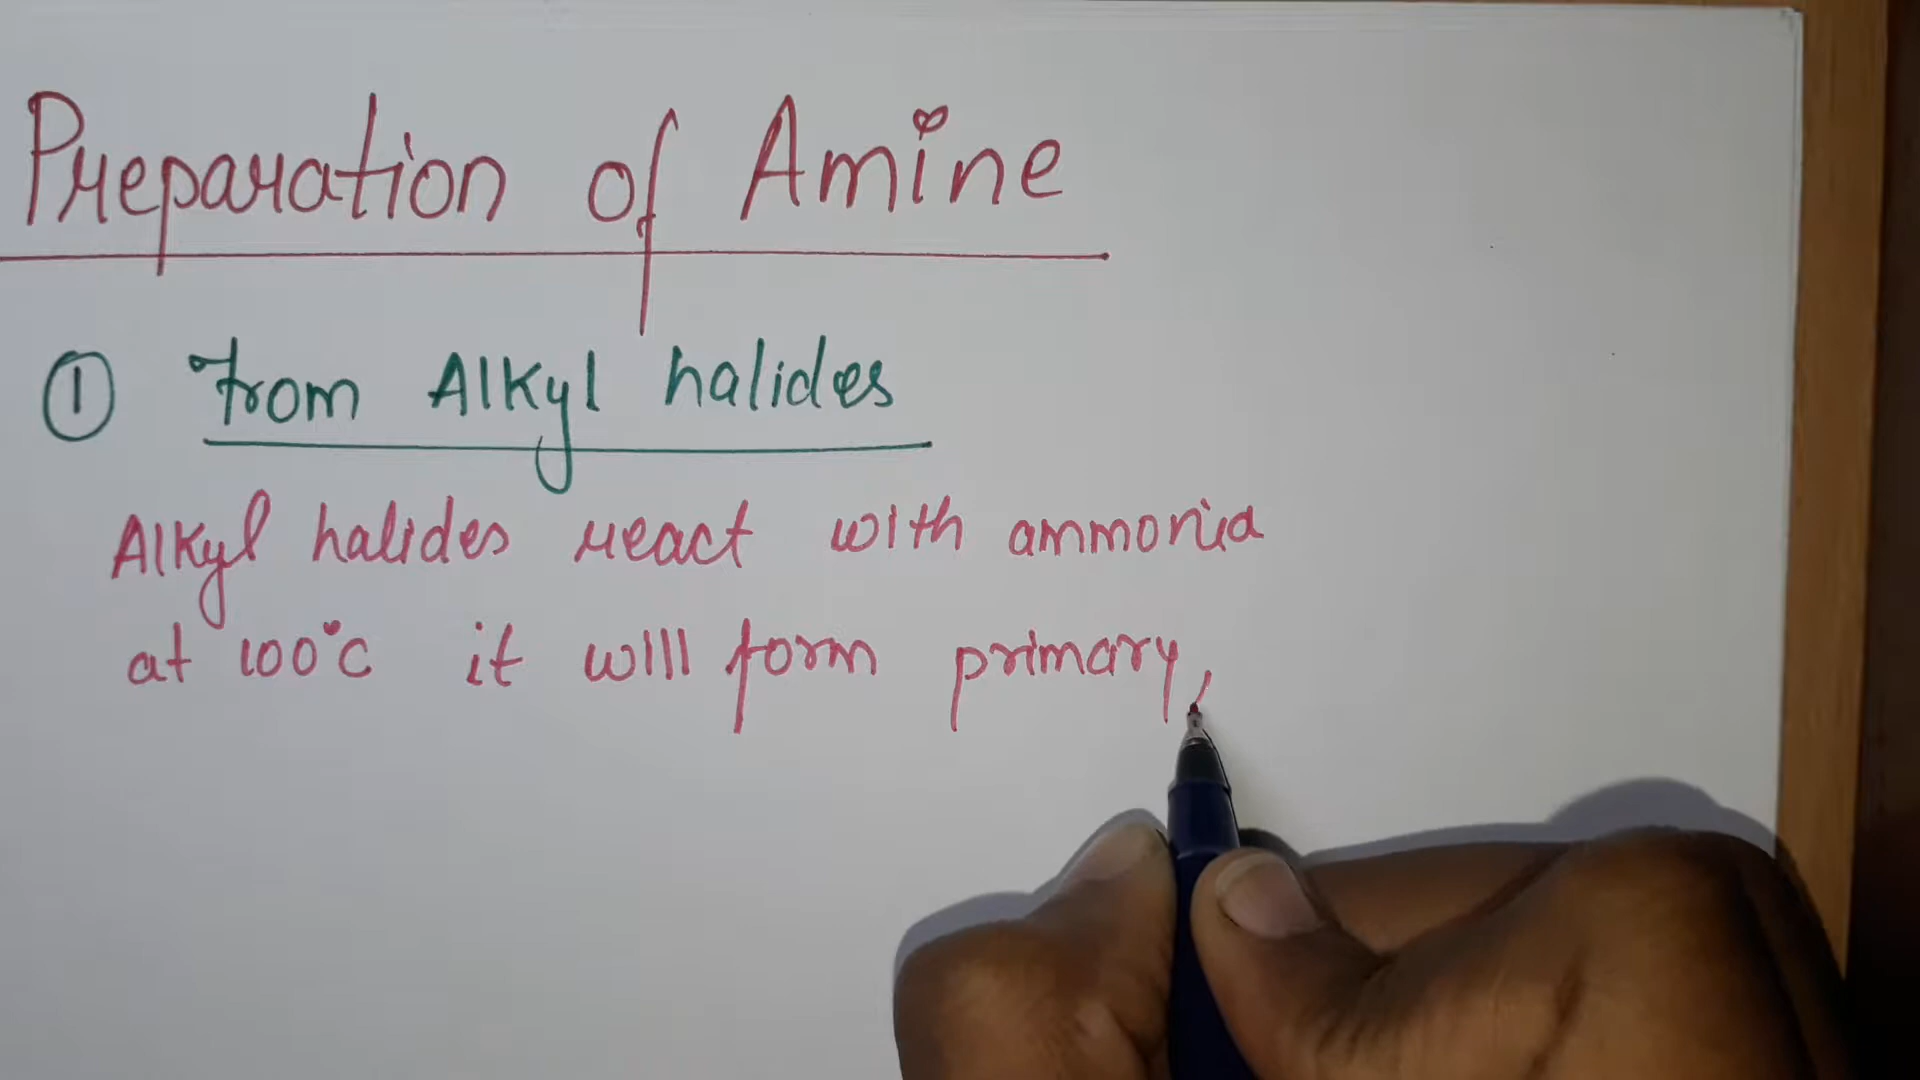 Preparation of Amine
① From Alkyl halides
Alkyl halides react with ammonia
at 100°C it will form primary,